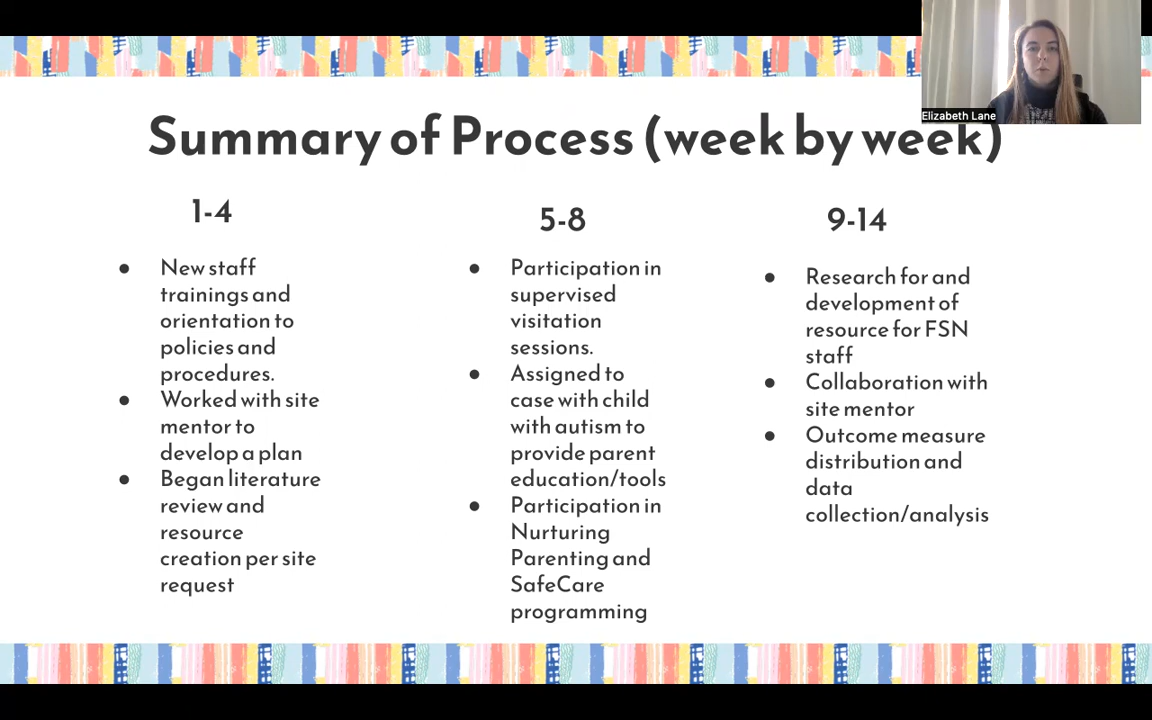 Elizabeth Lane
Summary of Process (week by week)
1-4
● New staff
trainings and
orientation to
policies and
procedures.
● Worked with site
mentor to
develop a plan
● Began literature
review and
resource
creation per site
request
5-8
● Participation in
supervised
visitation
sessions.
● Assigned to
case with child
with autism to
provide parent
education/tools
● Participation in
Nurturing
Parenting and
SafeCare
programming
9-14
● Research for and
development of
resource for FSN
staff
● Collaboration with
site mentor
● Outcome measure
distribution and
data
collection/analysis